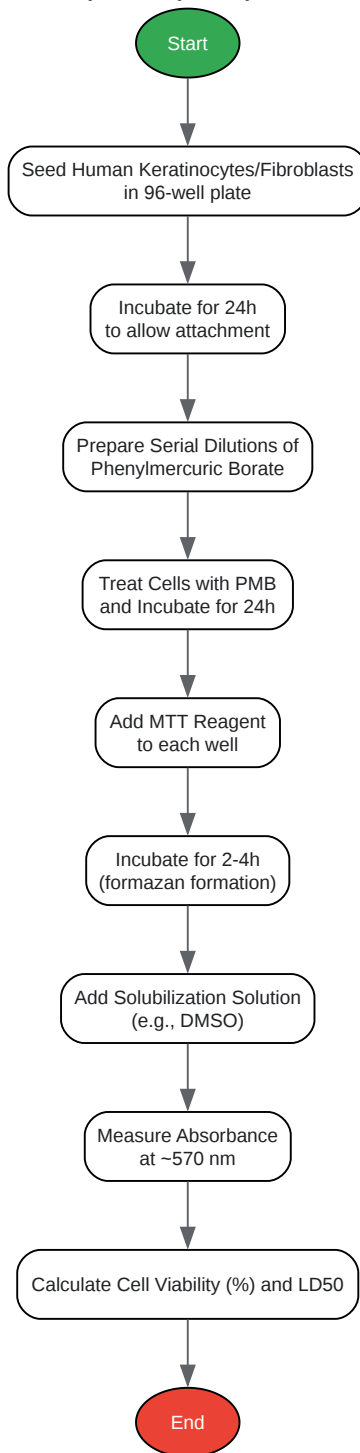 Start
Seed Human Keratinocytes/Fibroblasts
in 96-well plate
Incubate for 24h
to allow attachment
Prepare Serial Dilutions of
Phenylmercuric Borate
Treat Cells with PMB
and Incubate for 24h
Add MTT Reagent
to each well
Incubate for 2-4h
(formazan formation)
Add Solubilization Solution
(e.g., DMSO)
Measure Absorbance
at ~570 nm
Calculate Cell Viability (%) and LD50
End